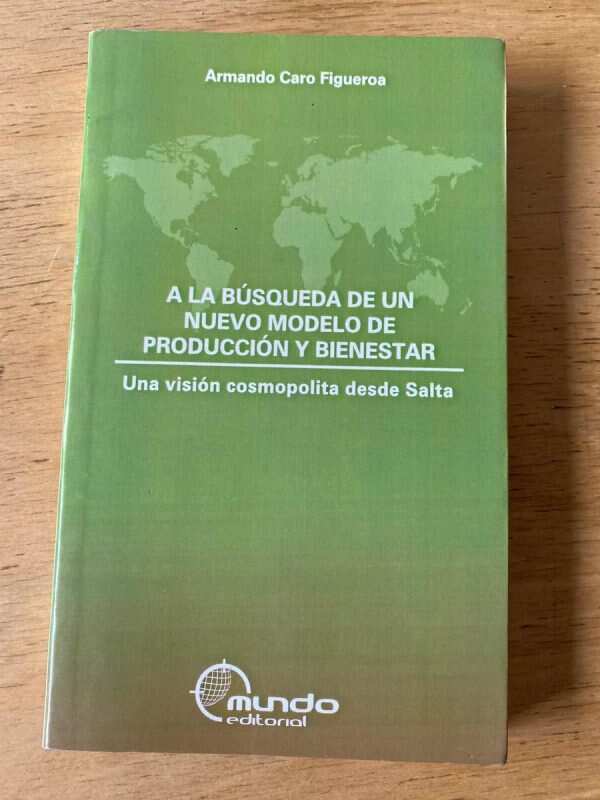 Armando Caro Figueroa
A LA BÚSQUEDA DE UN
NUEVO MODELO DE
PRODUCCIÓN Y BIENESTAR
Una visión cosmopolita desde Salta
mundo
editorial